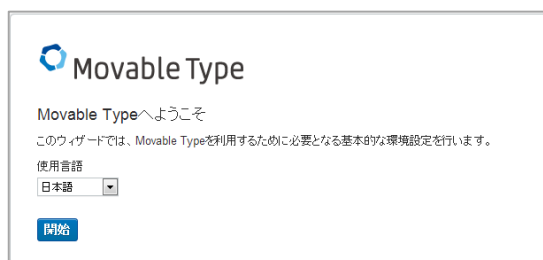 Movable Type
Movable Typeへようこそ
このウィザードでは、Movable Typeを利用するために必要となる基本的な環境設定を行います。
使用言語
日本語
開始